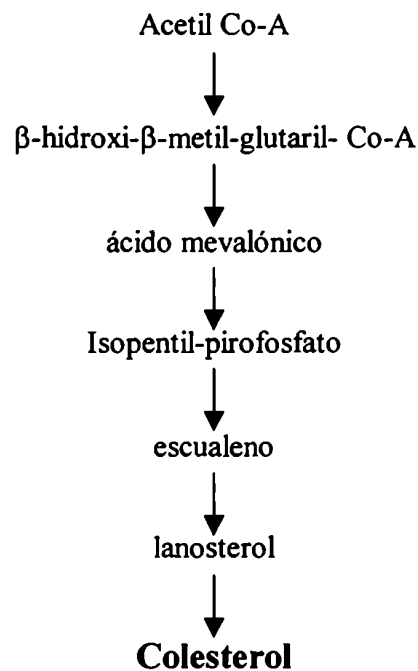 Acetil Co-A
β-hidroxi-β-metil-glutaril- Co-A
ácido mevalónico
Isopentil-pirofosfato
escualeno
lanosterol
Colesterol